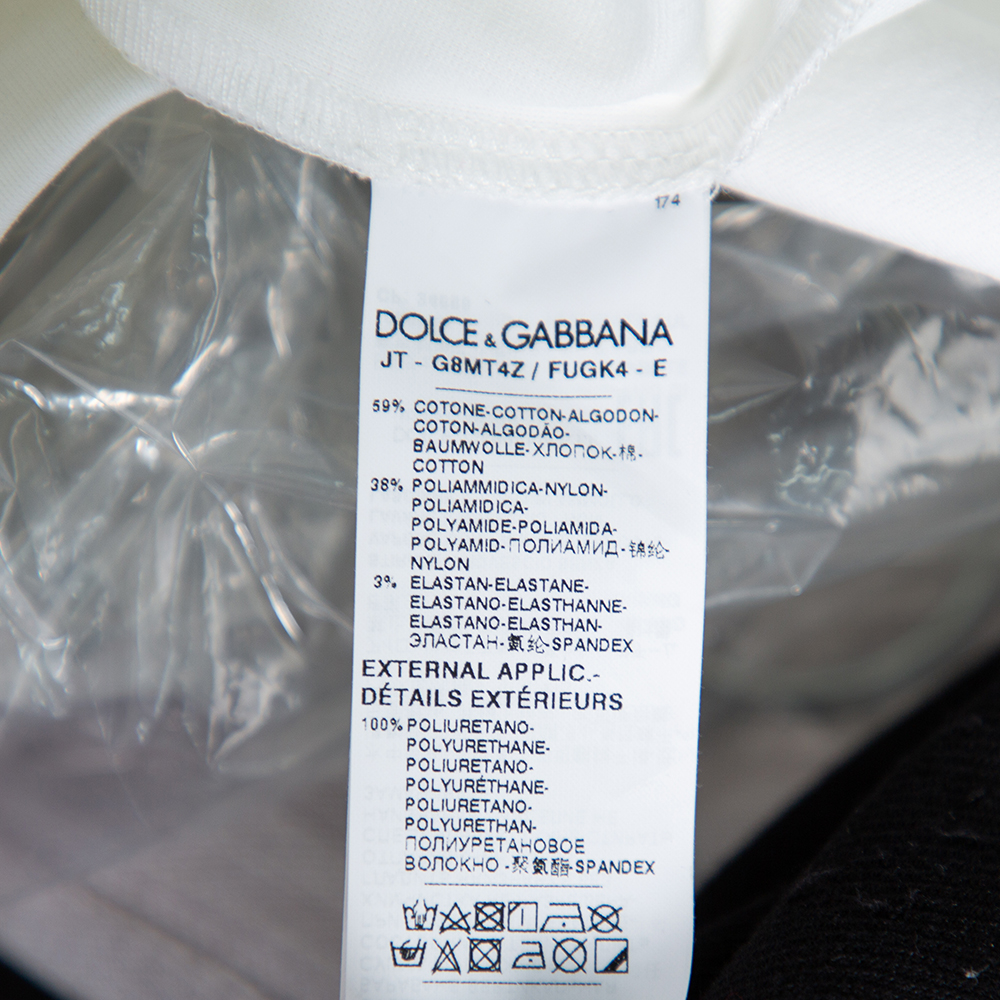 174
DOLCE & GABBANA
JT - G8MT4Z / FUGK4 - E
59% COTONE-COTTON-ALGODON-
COTON-ALGODÃO-
BAUMWOLLE-ХЛОПОК-棉-
COTTON
38% POLIAMMIDICA-NYLON-
POLIAMIDICA-
POLYAMIDE-POLIAMIDA-
POLYAMID-ПОЛИАМИД-锦纶-
NYLON
3% ELASTAN-ELASTANE-
ELASTANO-ELASTHANNE-
ELASTANO-ELASTHAN-
ЭЛАСТАН-氨纶-SPANDEX
EXTERNAL APPLIC.-
DÉTAILS EXTÉRIEURS
100% POLIURETANO-
POLYURETHANE-
POLIURETANO-
POLYURÉTHANE-
POLIURETANO-
POLYURETHAN-
ПОЛИУРЕТАНОВОЕ
ВОЛОКНО -聚氨酯-SPANDEX